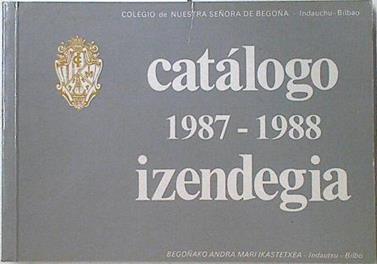 COLEGIO de NUESTRA SEÑORA DE BEGOÑA - Indauchu-Bilbao
catálogo
1987-1988
izendegia
BEGOÑAKO ANDRA MARI IKASTETXEA - Indautxu-Bilbo